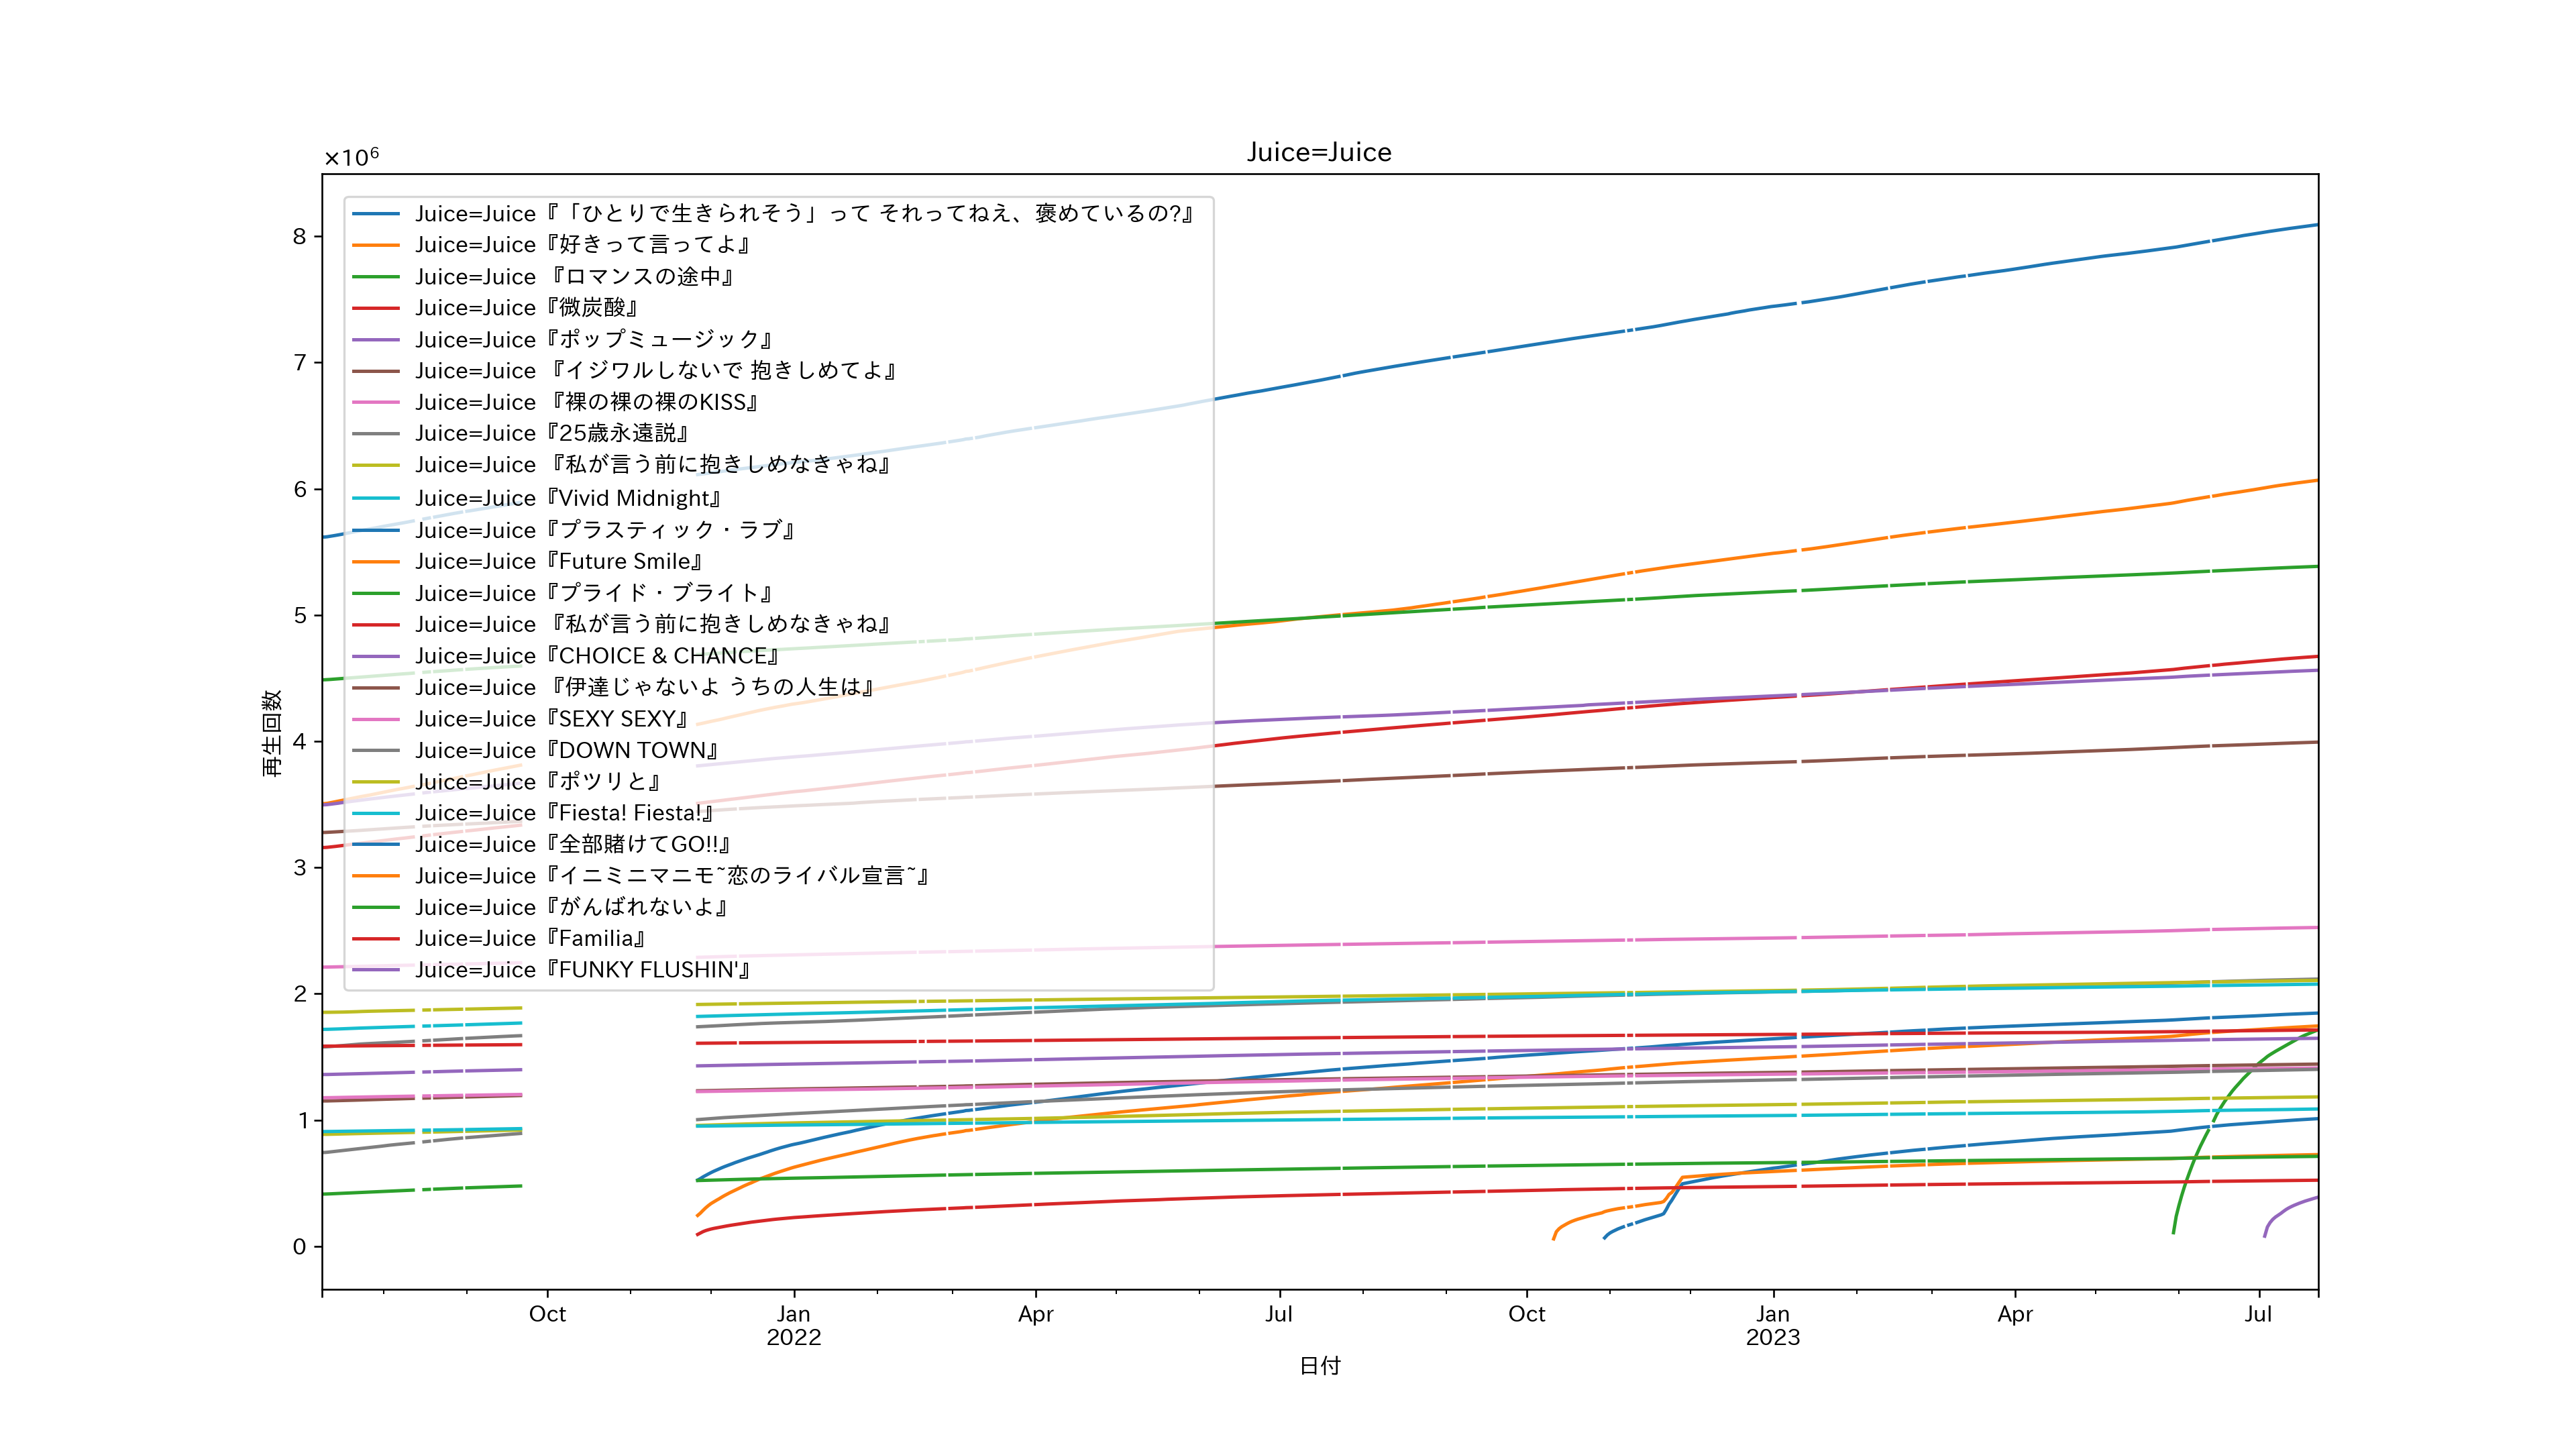 Juice=Juice
×10⁶
8
7
6
5
4
3
2
1
0
再生回数
Juice=Juice『「ひとりで生きられそう」って それってねえ、褒めているの?』
Juice=Juice『好きって言ってよ』
Juice=Juice 『ロマンスの途中』
Juice=Juice『微炭酸』
Juice=Juice『ポップミュージック』
Juice=Juice 『イジワルしないで 抱きしめてよ』
Juice=Juice 『裸の裸の裸のKISS』
Juice=Juice『25歳永遠説』
Juice=Juice 『私が言う前に抱きしめなきゃね』
Juice=Juice『Vivid Midnight』
Juice=Juice『プラスティック・ラブ』
Juice=Juice『Future Smile』
Juice=Juice『プライド・ブライト』
Juice=Juice 『私が言う前に抱きしめなきゃね』
Juice=Juice『CHOICE & CHANCE』
Juice=Juice 『伊達じゃないよ うちの人生は』
Juice=Juice『SEXY SEXY』
Juice=Juice『DOWN TOWN』
Juice=Juice『ポツリと』
Juice=Juice『Fiesta! Fiesta!』
Juice=Juice『全部賭けてGO!!』
Juice=Juice『イニミニマニモ~恋のライバル宣言~』
Juice=Juice『がんばれないよ』
Juice=Juice『Familia』
Juice=Juice『FUNKY FLUSHIN'』
Oct Jan Apr Jul Oct Jan Apr Jul
2022 2023
日付